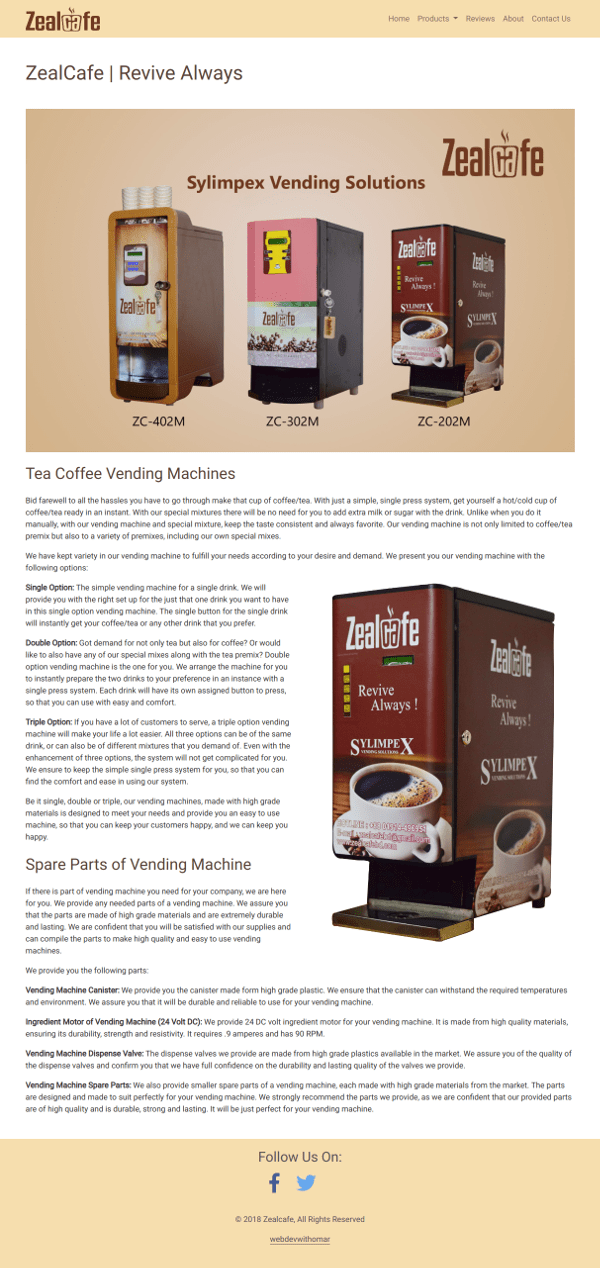 Zealcafe
Home Products Reviews About Contact Us
ZealCafe | Revive Always
Zealcafe
Sylimpex Vending Solutions
Zealcafe
Zealcafe
Zealcafe
Revive
Always !
SYLIMPEX
Revive
Always !
SYLIMPEX
ZC-402M
ZC-302M
ZC-202M
Tea Coffee Vending Machines
Bid farewell to all the hassles you have to go through make that cup of coffee/tea. With just a simple, single press system, get yourself a hot/cold cup of
coffee/tea ready in an instant. With our special mixtures there will be no need for you to add extra milk or sugar with the drink. Unlike when you do it
manually, with our vending machine and special mixture, keep the taste consistent and always favorite. Our vending machine is not only limited to coffee/tea
premix but also to a variety of premixes, including our own special mixes.
We have kept variety in our vending machine to fulfill your needs according to your desire and demand. We present you our vending machine with the
following options:
Single Option: The simple vending machine for a single drink. We will
provide you with the right set up for the just that one drink you want to have
in this single option vending machine. The single button for the single drink
will instantly get your coffee/tea or any other drink that you prefer.
Double Option: Got demand for not only tea but also for coffee? Or would
like to also have any of our special mixes along with the tea premix? Double
option vending machine is the one for you. We arrange the machine for you
to instantly prepare the two drinks to your preference in an instance with a
single press system. Each drink will have its own assigned button to press,
so that you can use with easy and comfort.
Triple Option: If you have a lot of customers to serve, a triple option vending
machine will make your life a lot easier. All three options can be of the same
drink, or can also be of different mixtures that you demand of. Even with the
enhancement of three options, the system will not get complicated for you.
We ensure to keep the simple single press system for you, so that you can
find the comfort and ease in using our system.
Be it single, double or triple, our vending machines, made with high grade
materials is designed to meet your needs and provide you an easy to use
machine, so that you can keep your customers happy, and we can keep you
happy.
Zealcafe
Revive
Always !
SYLIMPEX
VENDING SOLUTIONS
Zealcafe
Revive
Always !
SYLIMPEX
VENDING SOLUTIONS
Spare Parts of Vending Machine
If there is part of vending machine you need for your company, we are here
for you. We provide any needed parts of a vending machine. We assure you
that the parts are made of high grade materials and are extremely durable
and lasting. We are confident that you will be satisfied with our supplies and
can compile the parts to make high quality and easy to use vending
machines.
We provide you the following parts:
Vending Machine Canister: We provide you the canister made form high grade plastic. We ensure that the canister can withstand the required temperatures
and environment. We assure you that it will be durable and reliable to use for your vending machine.
Ingredient Motor of Vending Machine (24 Volt DC): We provide 24 DC volt ingredient motor for your vending machine. It is made from high quality materials,
ensuring its durability, strength and resistivity. It requires .9 amperes and has 90 RPM.
Vending Machine Dispense Valve: The dispense valves we provide are made from high grade plastics available in the market. We assure you of the quality of
the dispense valves and confirm you that we have full confidence on the durability and lasting quality of the valves we provide.
Vending Machine Spare Parts: We also provide smaller spare parts of a vending machine, each made with high grade materials from the market. The parts
are designed and made to suit perfectly for your vending machine. We strongly recommend the parts we provide, as we are confident that our provided parts
are of high quality and is durable, strong and lasting. It will be just perfect for your vending machine.
Follow Us On:
© 2018 Zealcafe, All Rights Reserved
webdevwithomar